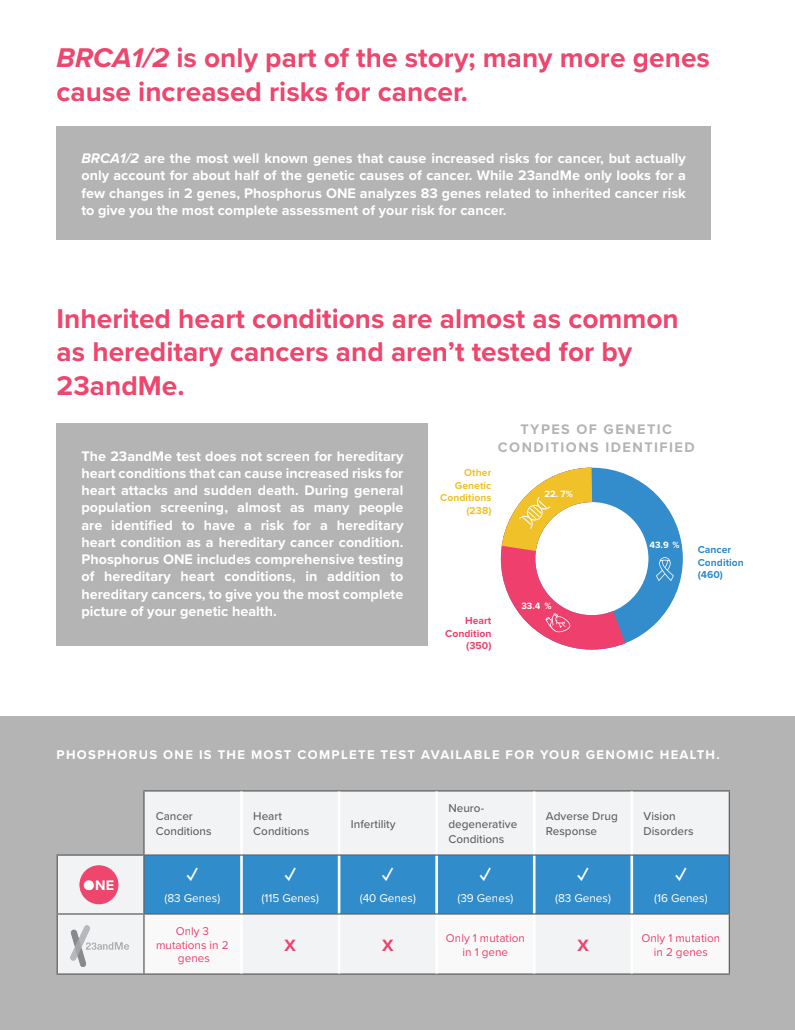 BRCA1/2 is only part of the story; many more genes
cause increased risks for cancer.
BRCA1/2 are the most well known genes that cause increased risks for cancer, but actually
only account for about half of the genetic causes of cancer. While 23andMe only looks for a
few changes in 2 genes, Phosphorus ONE analyzes 83 genes related to inherited cancer risk
to give you the most complete assessment of your risk for cancer.
Inherited heart conditions are almost as common
as hereditary cancers and aren’t tested for by
23andMe.
The 23andMe test does not screen for hereditary
heart conditions that can cause increased risks for
heart attacks and sudden death. During general
population screening, almost as many people
are identified to have a risk for a hereditary
heart condition as a hereditary cancer condition.
Phosphorus ONE includes comprehensive testing
of hereditary heart conditions, in addition to
hereditary cancers, to give you the most complete
picture of your genetic health.
TYPES OF GENETIC
CONDITIONS IDENTIFIED
Other
Genetic
Conditions
(238)
22. 7%
43.9 %
Cancer
Condition
(460)
33.4 %
Heart
Condition
(350)
PHOSPHORUS ONE IS THE MOST COMPLETE TEST AVAILABLE FOR YOUR GENOMIC HEALTH.
Cancer
Conditions
Heart
Conditions
Infertility
Neuro-
degenerative
Conditions
Adverse Drug
Response
Vision
Disorders
ONE
✓
(83 Genes)
✓
(115 Genes)
✓
(40 Genes)
✓
(39 Genes)
✓
(83 Genes)
✓
(16 Genes)
23andMe
Only 3
mutations in 2
genes
X
X
Only 1 mutation
in 1 gene
X
Only 1 mutation
in 2 genes